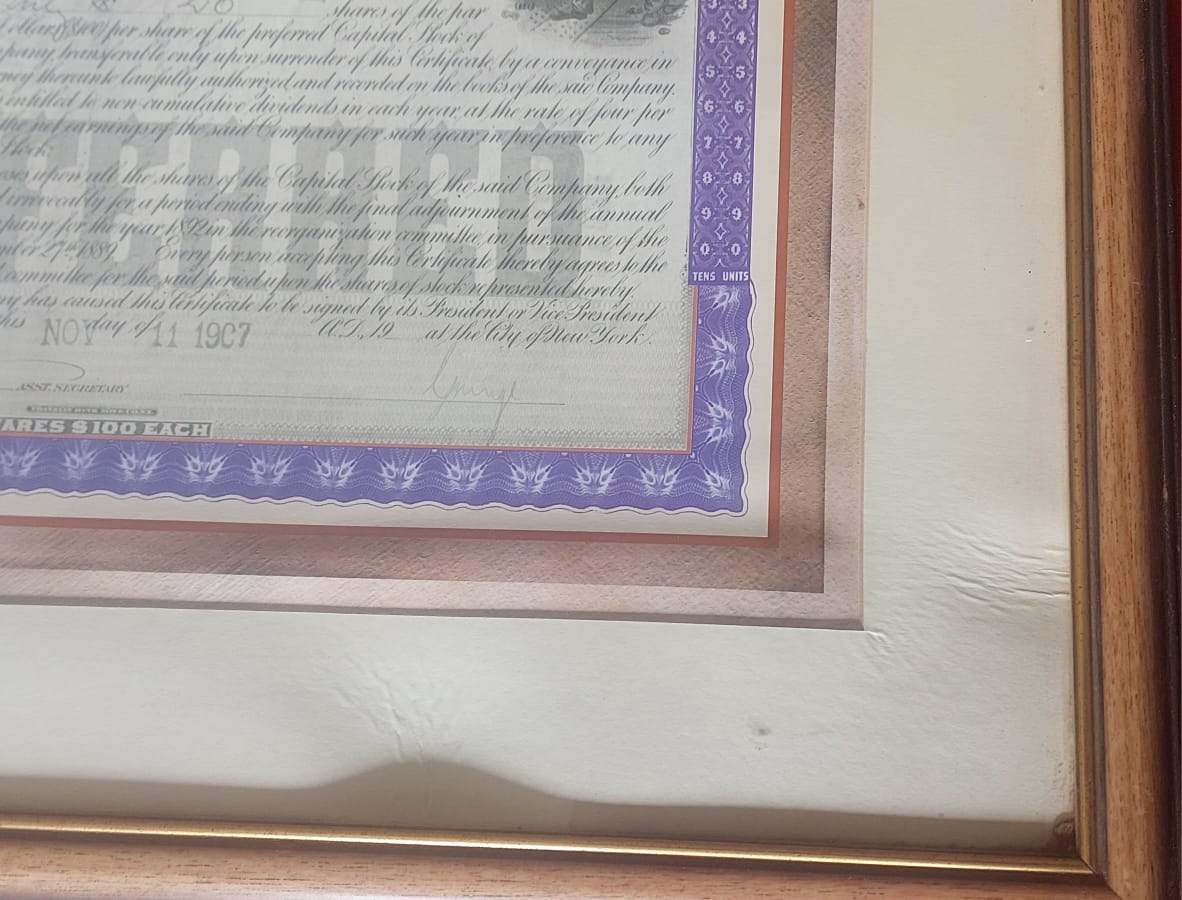 shares of the par
dollars $100 per share of the preferred Capital Stock of
transferable only upon surrender of this Certificate by a conveyance in
thereunto lawfully authorized and recorded on the books of the said Company.
entitled to non-cumulative dividends in each year at the rate of four per
the net earnings of the said Company for such year in preference to any
Stock.
upon all the shares of the Capital Stock of the said Company both
irrevocably for a period ending with the final adjournment of the annual
for the year 1892 in the reorganization committee, in pursuance of the
27th 1889. Every person accepting this Certificate thereby agrees to the
Committee for the said period upon the shares of stock represented hereby.
has caused this Certificate to be signed by its President or Vice President
this NOV day of 11 1907 A.D., 19 at the City of New York.
ASST. SECRETARY
SHARES $100 EACH
3 3
4 4
5 5
6 6
7 7
8 8
9 9
0 0
TENS UNITS